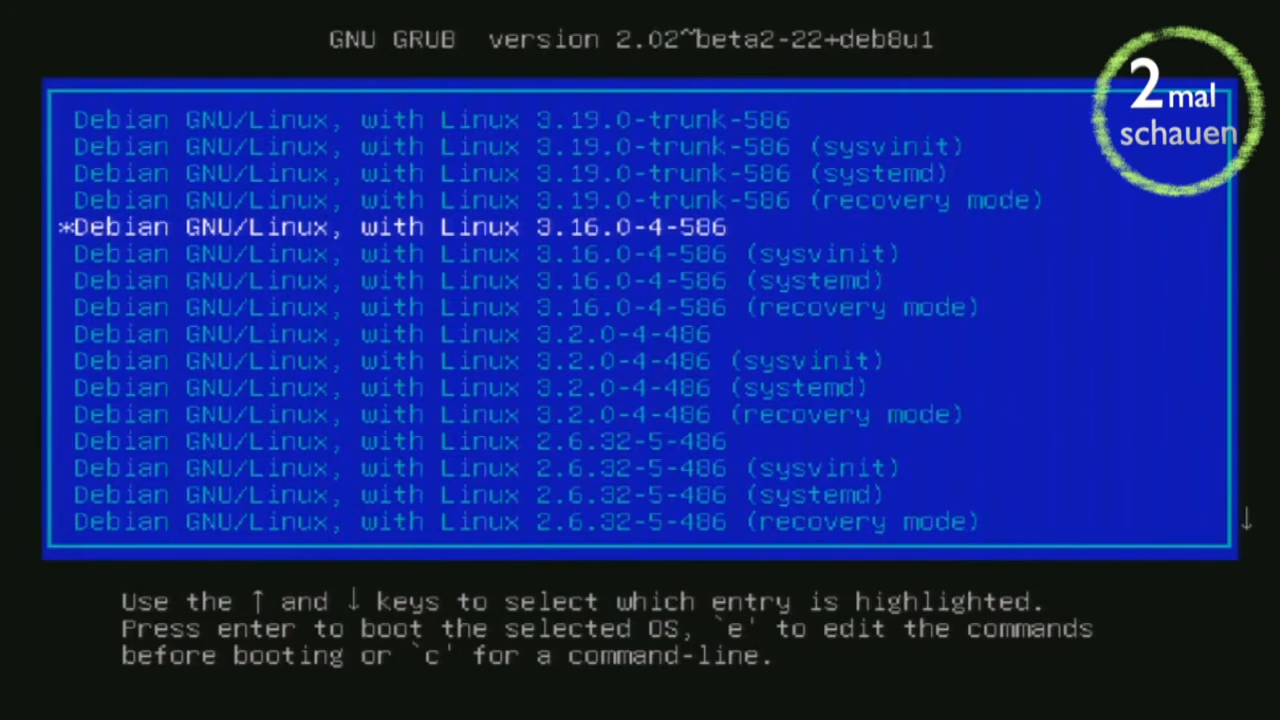 GNU GRUB  version 2.02~beta2-22+deb8u1
2 mal
schauen
Debian GNU/Linux, with Linux 3.19.0-trunk-586
Debian GNU/Linux, with Linux 3.19.0-trunk-586 (sysvinit)
Debian GNU/Linux, with Linux 3.19.0-trunk-586 (systemd)
Debian GNU/Linux, with Linux 3.19.0-trunk-586 (recovery mode)
*Debian GNU/Linux, with Linux 3.16.0-4-586
Debian GNU/Linux, with Linux 3.16.0-4-586 (sysvinit)
Debian GNU/Linux, with Linux 3.16.0-4-586 (systemd)
Debian GNU/Linux, with Linux 3.16.0-4-586 (recovery mode)
Debian GNU/Linux, with Linux 3.2.0-4-486
Debian GNU/Linux, with Linux 3.2.0-4-486 (sysvinit)
Debian GNU/Linux, with Linux 3.2.0-4-486 (systemd)
Debian GNU/Linux, with Linux 3.2.0-4-486 (recovery mode)
Debian GNU/Linux, with Linux 2.6.32-5-486
Debian GNU/Linux, with Linux 2.6.32-5-486 (sysvinit)
Debian GNU/Linux, with Linux 2.6.32-5-486 (systemd)
Debian GNU/Linux, with Linux 2.6.32-5-486 (recovery mode)
↓
Use the ↑ and ↓ keys to select which entry is highlighted.
Press enter to boot the selected OS, `e' to edit the commands
before booting or `c' for a command-line.